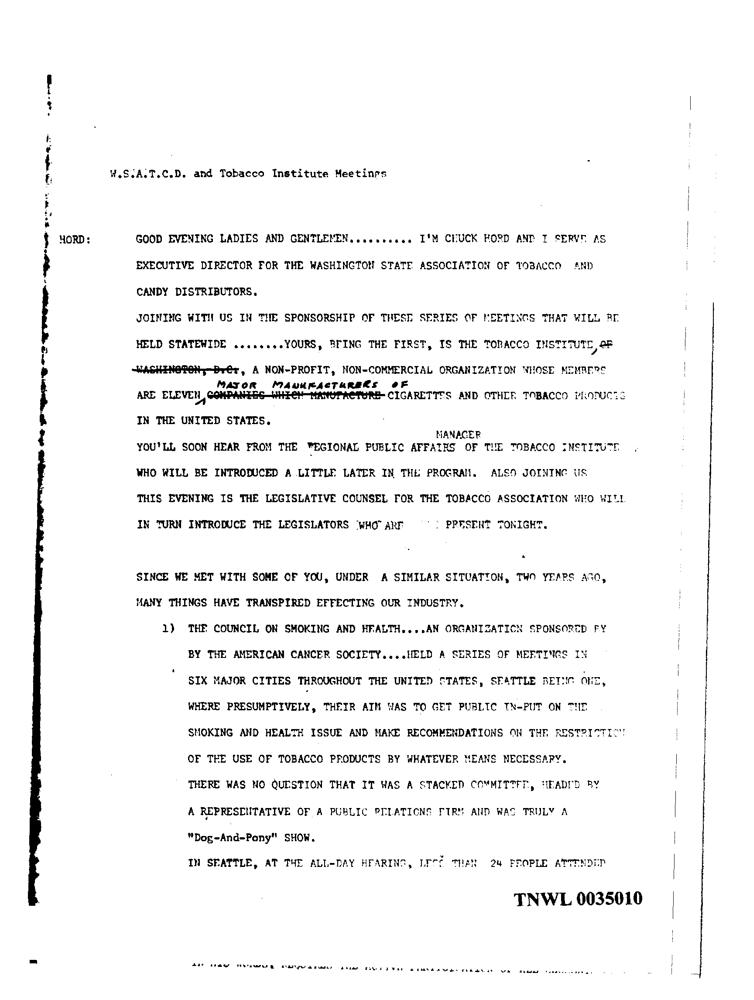 W.S.A.T.C.D. and Tobacco Institute Meetings
HORD: GOOD EVENING LADIES AND GENTLEMEN.......... I'M CHUCK HORD AND I SERVE AS
EXECUTIVE DIRECTOR FOR THE WASHINGTON STATE ASSOCIATION OF TOBACCO AND
CANDY DISTRIBUTORS.
JOINING WITH US IN THE SPONSORSHIP OF THESE SERIES OF MEETINGS THAT WILL BE
HELD STATEWIDE ........YOURS, BEING THE FIRST, IS THE TOBACCO INSTITUTE, OF
WASHINGTON, D.C., A NON-PROFIT, NON-COMMERCIAL ORGANIZATION WHOSE MEMBERS
MAJOR MANUFACTURERS OF
ARE ELEVEN COMPANIES WHICH MANUFACTURE CIGARETTES AND OTHER TOBACCO PRODUCTS
IN THE UNITED STATES.
MANAGER
YOU'LL SOON HEAR FROM THE REGIONAL PUBLIC AFFAIRS OF THE TOBACCO INSTITUTE
WHO WILL BE INTRODUCED A LITTLE LATER IN THE PROGRAM. ALSO JOINING US
THIS EVENING IS THE LEGISLATIVE COUNSEL FOR THE TOBACCO ASSOCIATION WHO WILL
IN TURN INTRODUCE THE LEGISLATORS WHO ARE PRESENT TONIGHT.
SINCE WE MET WITH SOME OF YOU, UNDER A SIMILAR SITUATION, TWO YEARS AGO,
MANY THINGS HAVE TRANSPIRED EFFECTING OUR INDUSTRY.
1) THE COUNCIL ON SMOKING AND HEALTH....AN ORGANIZATION SPONSORED BY
BY THE AMERICAN CANCER SOCIETY....HELD A SERIES OF MEETINGS IN
SIX MAJOR CITIES THROUGHOUT THE UNITED STATES, SEATTLE BEING ONE,
WHERE PRESUMPTIVELY, THEIR AIM WAS TO GET PUBLIC IN-PUT ON THE
SMOKING AND HEALTH ISSUE AND MAKE RECOMMENDATIONS ON THE RESTRICTION
OF THE USE OF TOBACCO PRODUCTS BY WHATEVER MEANS NECESSARY.
THERE WAS NO QUESTION THAT IT WAS A STACKED COMMITTEE, HEADED BY
A REPRESENTATIVE OF A PUBLIC RELATIONS FIRM AND WAS TRULY A
"Dog-And-Pony" SHOW.
IN SEATTLE, AT THE ALL-DAY HEARING, LESS THAN 24 PEOPLE ATTENDED
TNWL 0035010